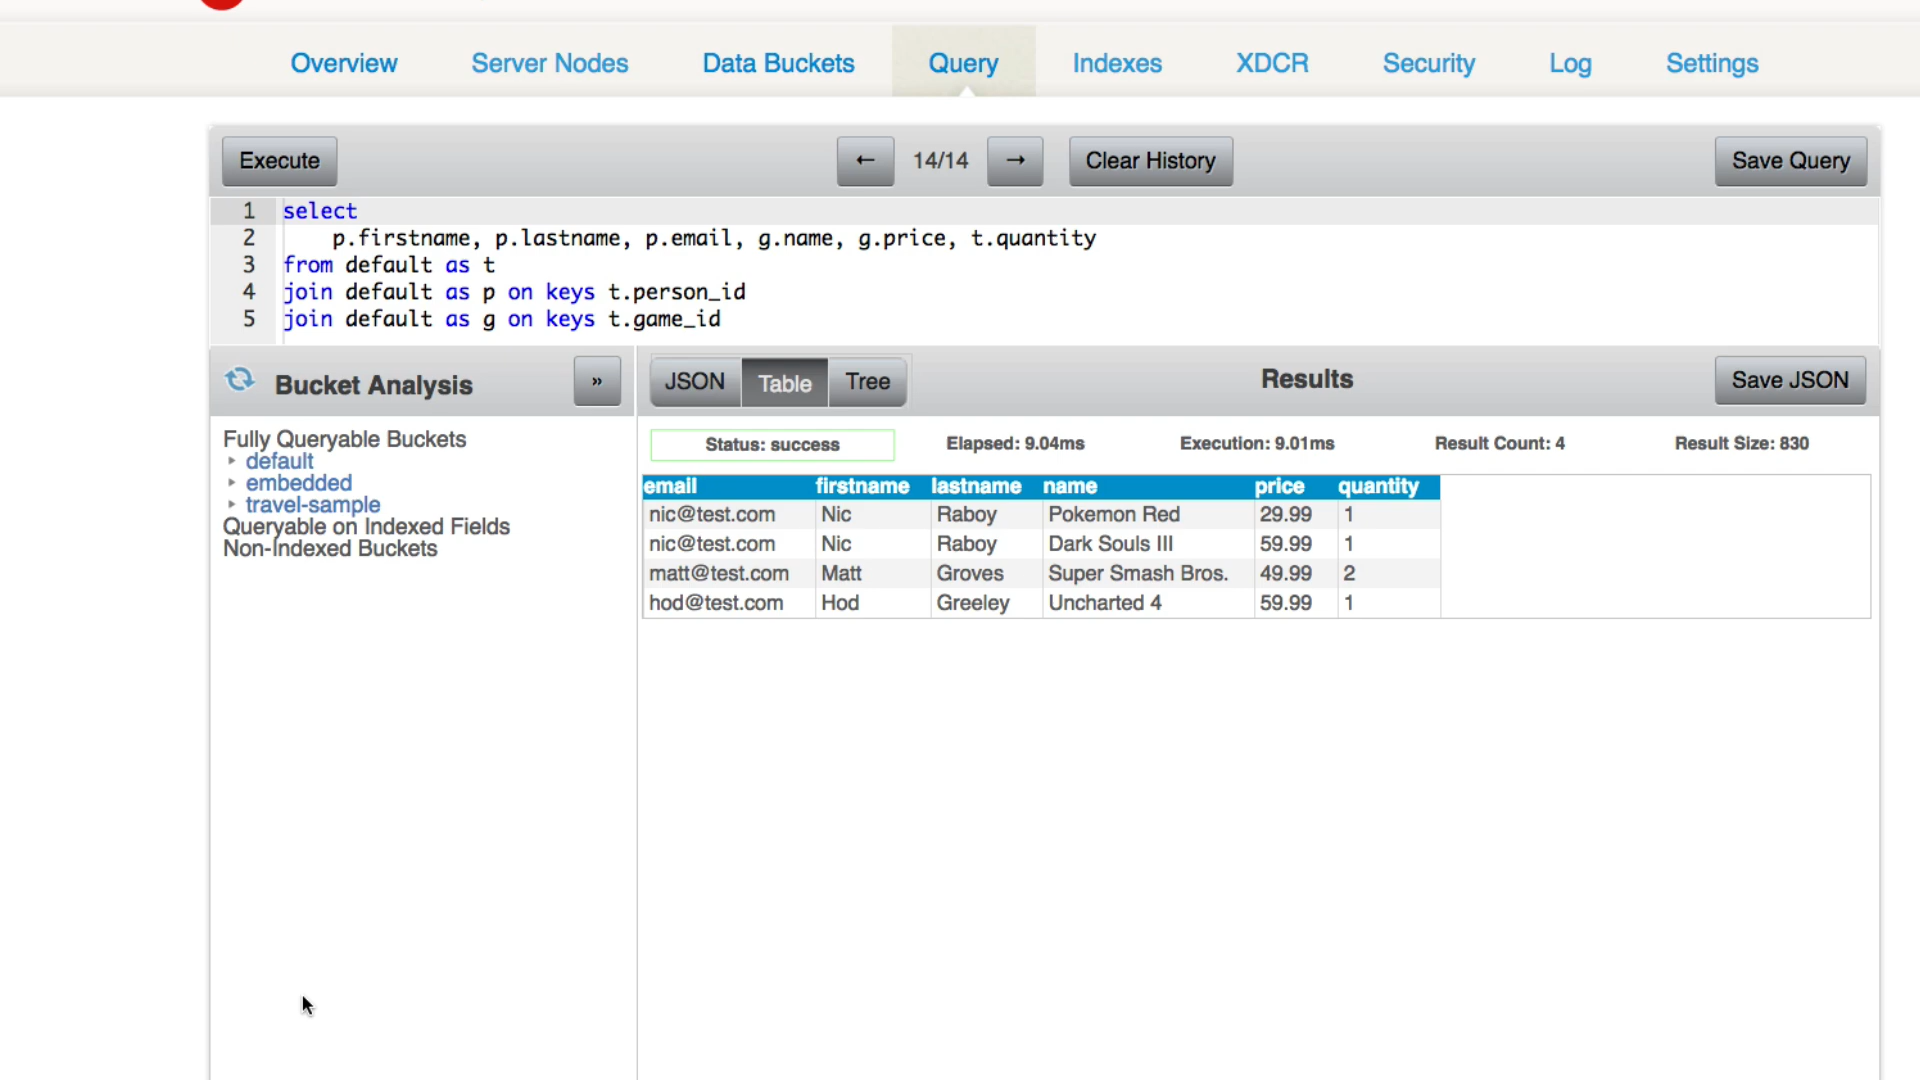 Overview Server Nodes Data Buckets Query Indexes XDCR Security Log Settings
Execute ← 14/14 → Clear History Save Query
1 select
2 p.firstname, p.lastname, p.email, g.name, g.price, t.quantity
3 from default as t
4 join default as p on keys t.person_id
5 join default as g on keys t.game_id
Bucket Analysis »
Fully Queryable Buckets
default
embedded
travel-sample
Queryable on Indexed Fields
Non-Indexed Buckets
JSON Table Tree Results Save JSON
Status: success Elapsed: 9.04ms Execution: 9.01ms Result Count: 4 Result Size: 830
email firstname lastname name price quantity
nic@test.com Nic Raboy Pokemon Red 29.99 1
nic@test.com Nic Raboy Dark Souls III 59.99 1
matt@test.com Matt Groves Super Smash Bros. 49.99 2
hod@test.com Hod Greeley Uncharted 4 59.99 1